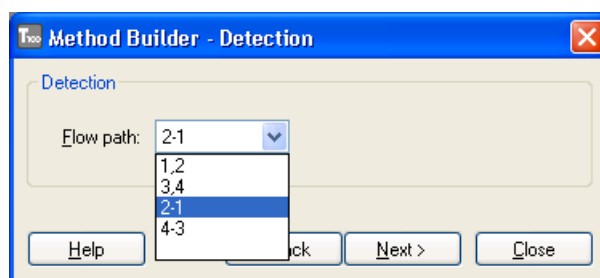 T100 Method Builder - Detection
Detection
Flow path: 2-1
1,2
3,4
2-1
4-3
Help ck Next > Close